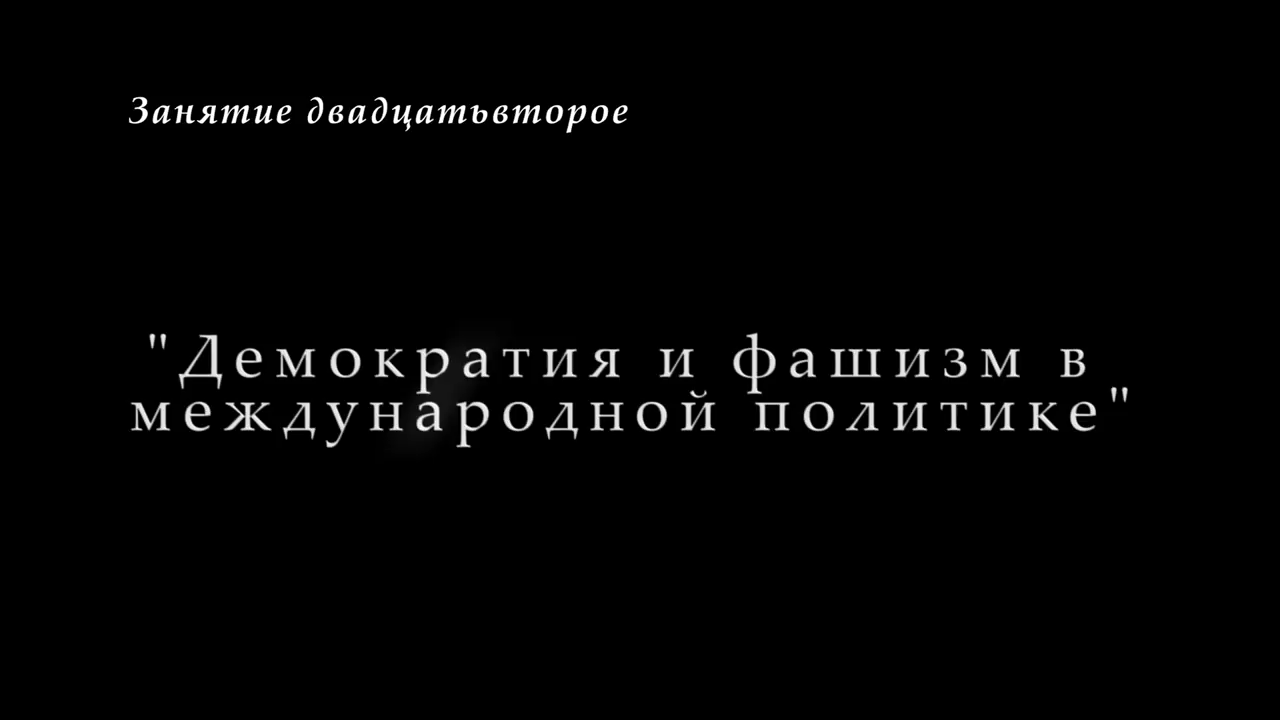 Занятие двадцатьвторое
"Демократия и фашизм в
международной политике"